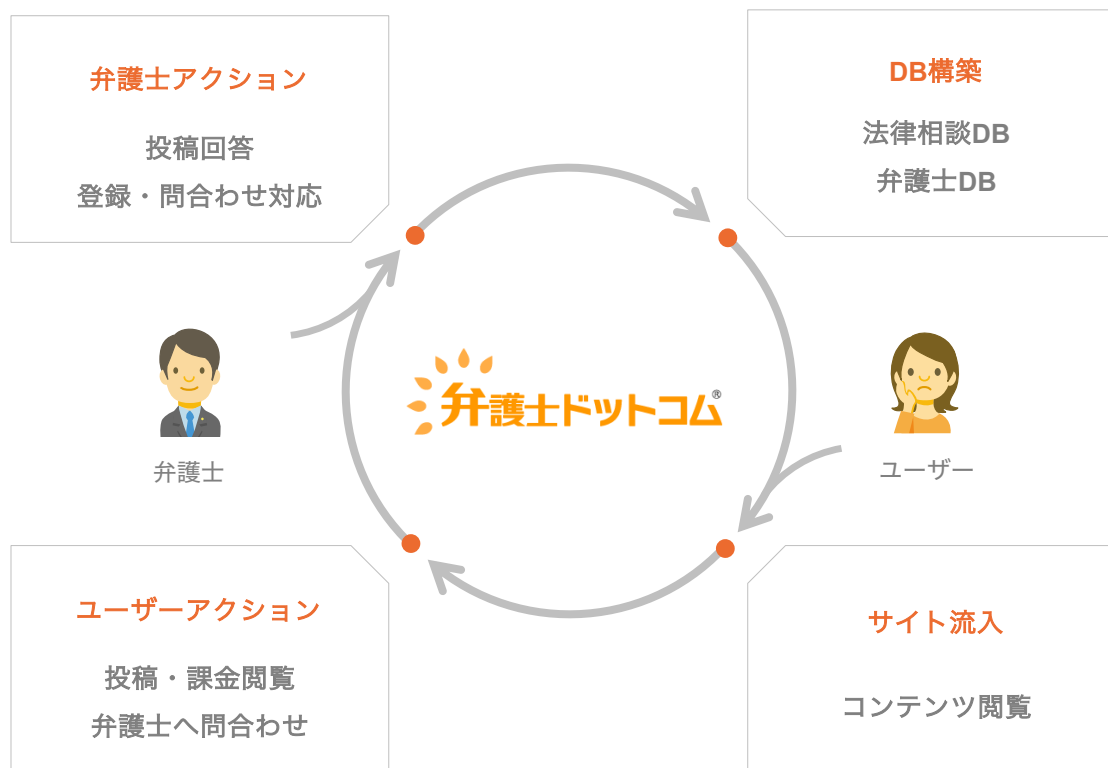 弁護士アクション
投稿回答
登録・問合わせ対応
DB構築
法律相談DB
弁護士DB
弁護士ドットコム®
弁護士
ユーザー
ユーザーアクション
投稿・課金閲覧
弁護士へ問合わせ
サイト流入
コンテンツ閲覧